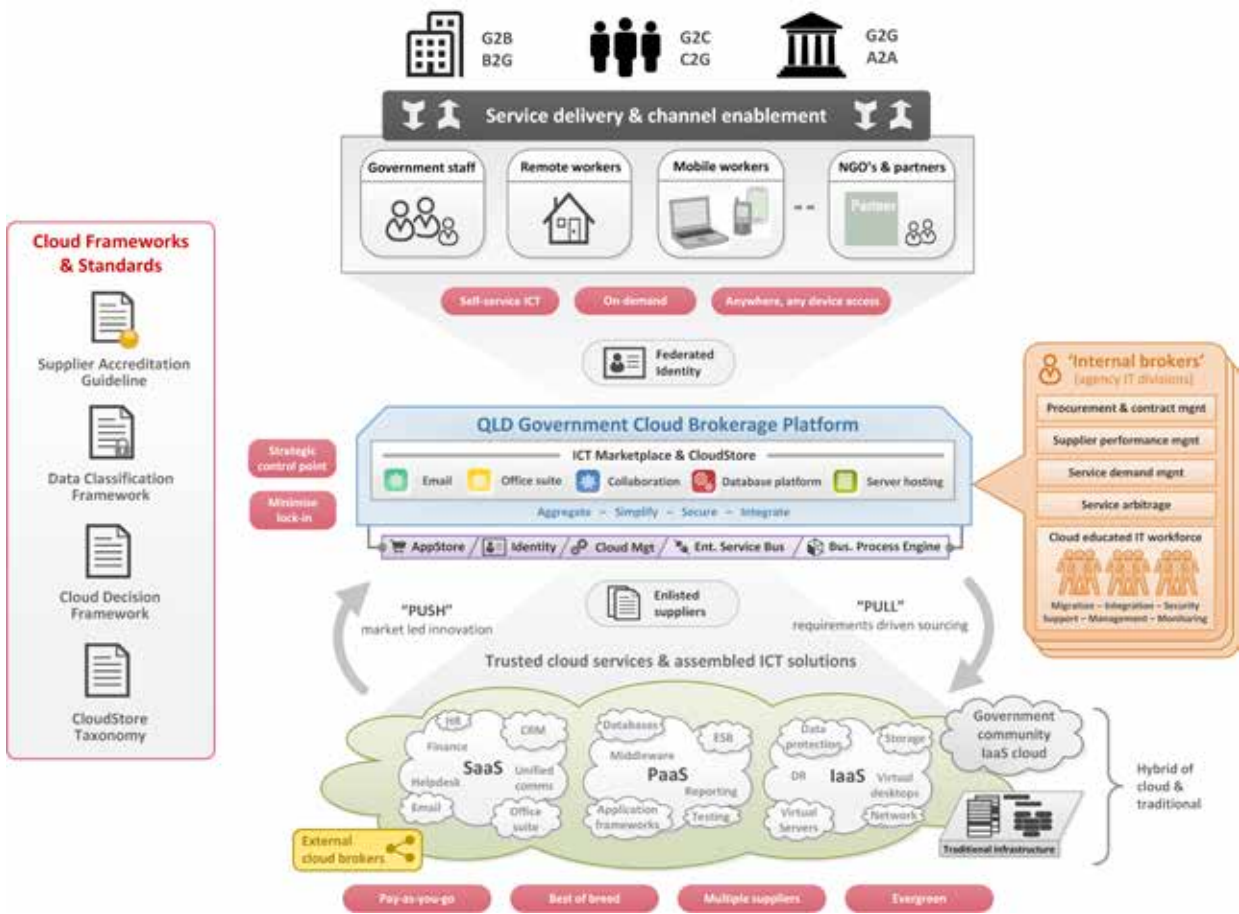 G2B
B2G
G2C
C2G
G2G
A2A
Service delivery & channel enablement
Government staff
Remote workers
Mobile workers
NGO's & partners
Partner
Self-service ICT
On demand
Anywhere, any device access
Federated
Identity
Cloud Frameworks
& Standards
Supplier Accreditation
Guideline
Data Classification
Framework
Cloud Decision
Framework
CloudStore
Taxonomy
Strategic
control point
Minimise
lock-in
QLD Government Cloud Brokerage Platform
ICT Marketplace & CloudStore
Email
Office suite
Collaboration
Database platform
Server hosting
Aggregate – Simplify – Secure – Integrate
AppStore
Identity
Cloud Mgt
Ent. Service Bus
Bus. Process Engine
'Internal brokers'
(agency IT divisions)
Procurement & contract mgnt
Supplier performance mgnt
Service demand mgnt
Service arbitrage
Cloud educated IT workforce
Migration – Integration – Security
Support – Management – Monitoring
"PUSH"
market led innovation
Enlisted
suppliers
"PULL"
requirements driven sourcing
Trusted cloud services & assembled ICT solutions
HR
CRM
Finance
SaaS
Unified
comms
Helpdesk
Email
Office
suite
Databases
ESB
Middleware
PaaS
Reporting
Application
frameworks
Testing
Data
protection
Storage
DR
IaaS
Virtual
desktops
Virtual
Servers
Network
Government
community
IaaS cloud
Traditional Infrastructure
Hybrid of
cloud &
traditional
External
cloud brokers
Pay-as-you-go
Best of breed
Multiple suppliers
Evergreen